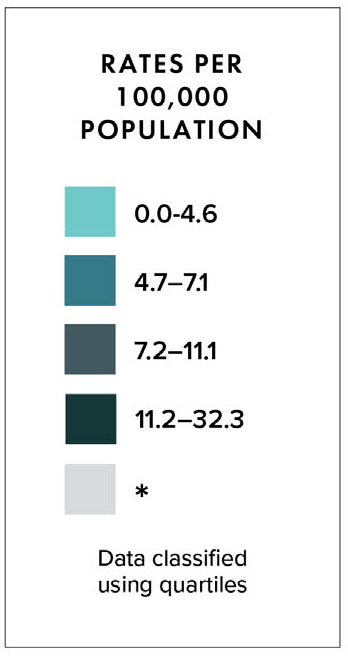 RATES PER
100,000
POPULATION
0.0-4.6
4.7–7.1
7.2–11.1
11.2–32.3
*
Data classified
using quartiles